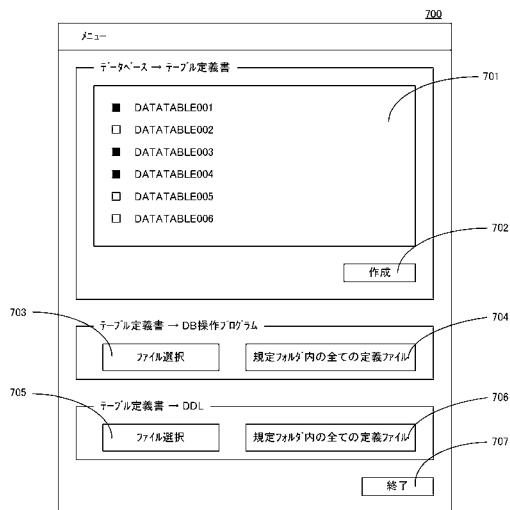 700
メニュー
データベース → テーブル定義書
701
DATATABLE001
DATATABLE002
DATATABLE003
DATATABLE004
DATATABLE005
DATATABLE006
702
作成
703
テーブル定義書 → DB操作プログラム
704
ファイル選択
規定フォルダ内の全ての定義ファイル
705
テーブル定義書 → DDL
706
ファイル選択
規定フォルダ内の全ての定義ファイル
707
終了